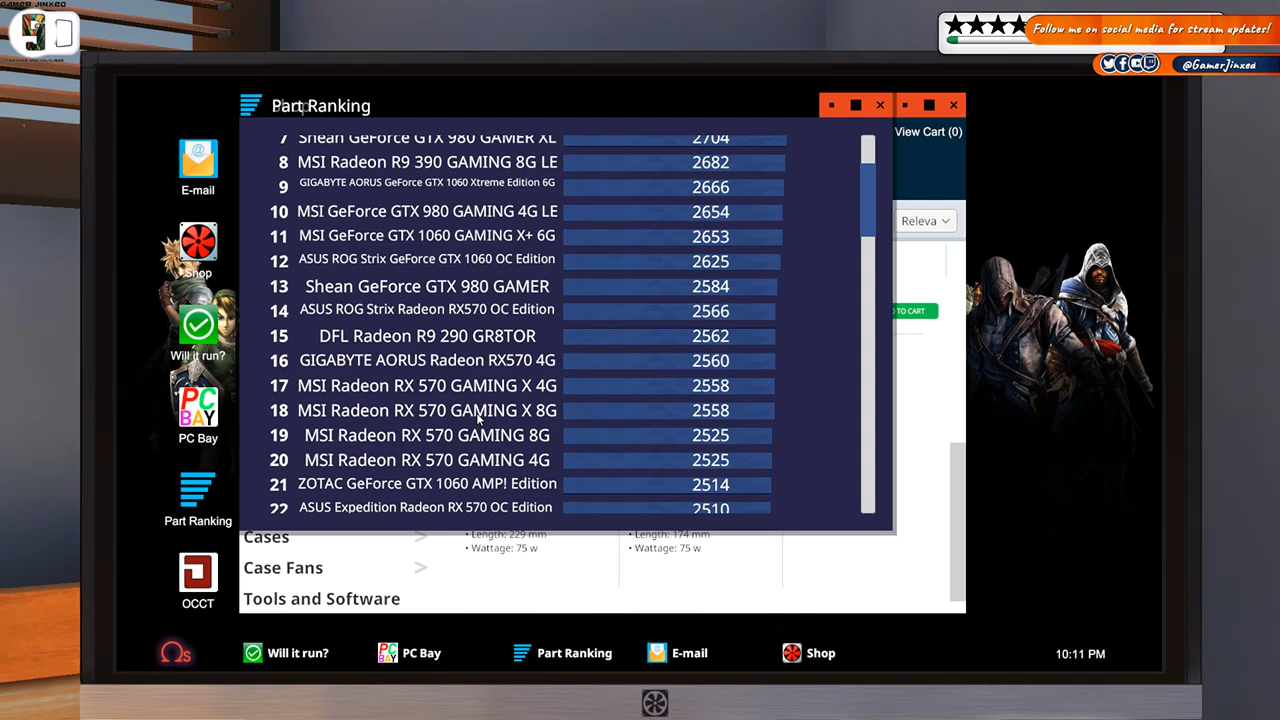 GAMER JINXED
Follow me on social media for stream updates!
@GamerJinxed
Part Ranking
View Cart (0)
Releva
TO CART
E-mail
Shop
Will it run?
PC
BAY
PC Bay
Part Ranking
OCCT
7 Shean GeForce GTX 980 GAMER XL 2704
8 MSI Radeon R9 390 GAMING 8G LE 2682
9 GIGABYTE AORUS GeForce GTX 1060 Xtreme Edition 6G 2666
10 MSI GeForce GTX 980 GAMING 4G LE 2654
11 MSI GeForce GTX 1060 GAMING X+ 6G 2653
12 ASUS ROG Strix GeForce GTX 1060 OC Edition 2625
13 Shean GeForce GTX 980 GAMER 2584
14 ASUS ROG Strix Radeon RX570 OC Edition 2566
15 DFL Radeon R9 290 GR8TOR 2562
16 GIGABYTE AORUS Radeon RX570 4G 2560
17 MSI Radeon RX 570 GAMING X 4G 2558
18 MSI Radeon RX 570 GAMING X 8G 2558
19 MSI Radeon RX 570 GAMING 8G 2525
20 MSI Radeon RX 570 GAMING 4G 2525
21 ZOTAC GeForce GTX 1060 AMP! Edition 2514
22 ASUS Expedition Radeon RX 570 OC Edition 2510
Cases >
• Length: 229 mm
• Wattage: 75 w
• Length: 174 mm
• Wattage: 75 w
Case Fans >
Tools and Software
Ωs
Will it run?
PC BAY
PC Bay
Part Ranking
E-mail
Shop
10:11 PM